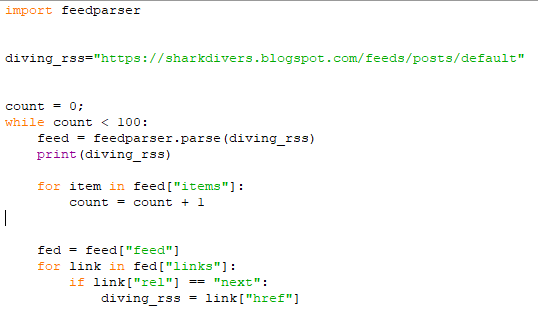 import feedparser
diving_rss="https://sharkdivers.blogspot.com/feeds/posts/default"
count = 0;
while count < 100:
    feed = feedparser.parse(diving_rss)
    print(diving_rss)
    for item in feed["items"]:
        count = count + 1
    fed = feed["feed"]
    for link in fed["links"]:
        if link["rel"] == "next":
            diving_rss = link["href"]